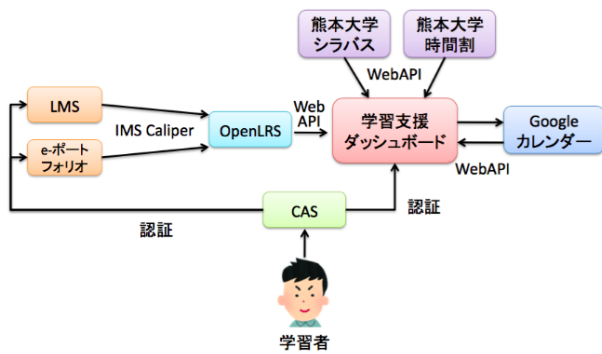 熊本大学
シラバス
熊本大学
時間割
WebAPI
LMS
IMS Caliper
e-ポート
フォリオ
OpenLRS
Web
API
学習支援
ダッシュボード
Google
カレンダー
WebAPI
認証
CAS
認証
学習者